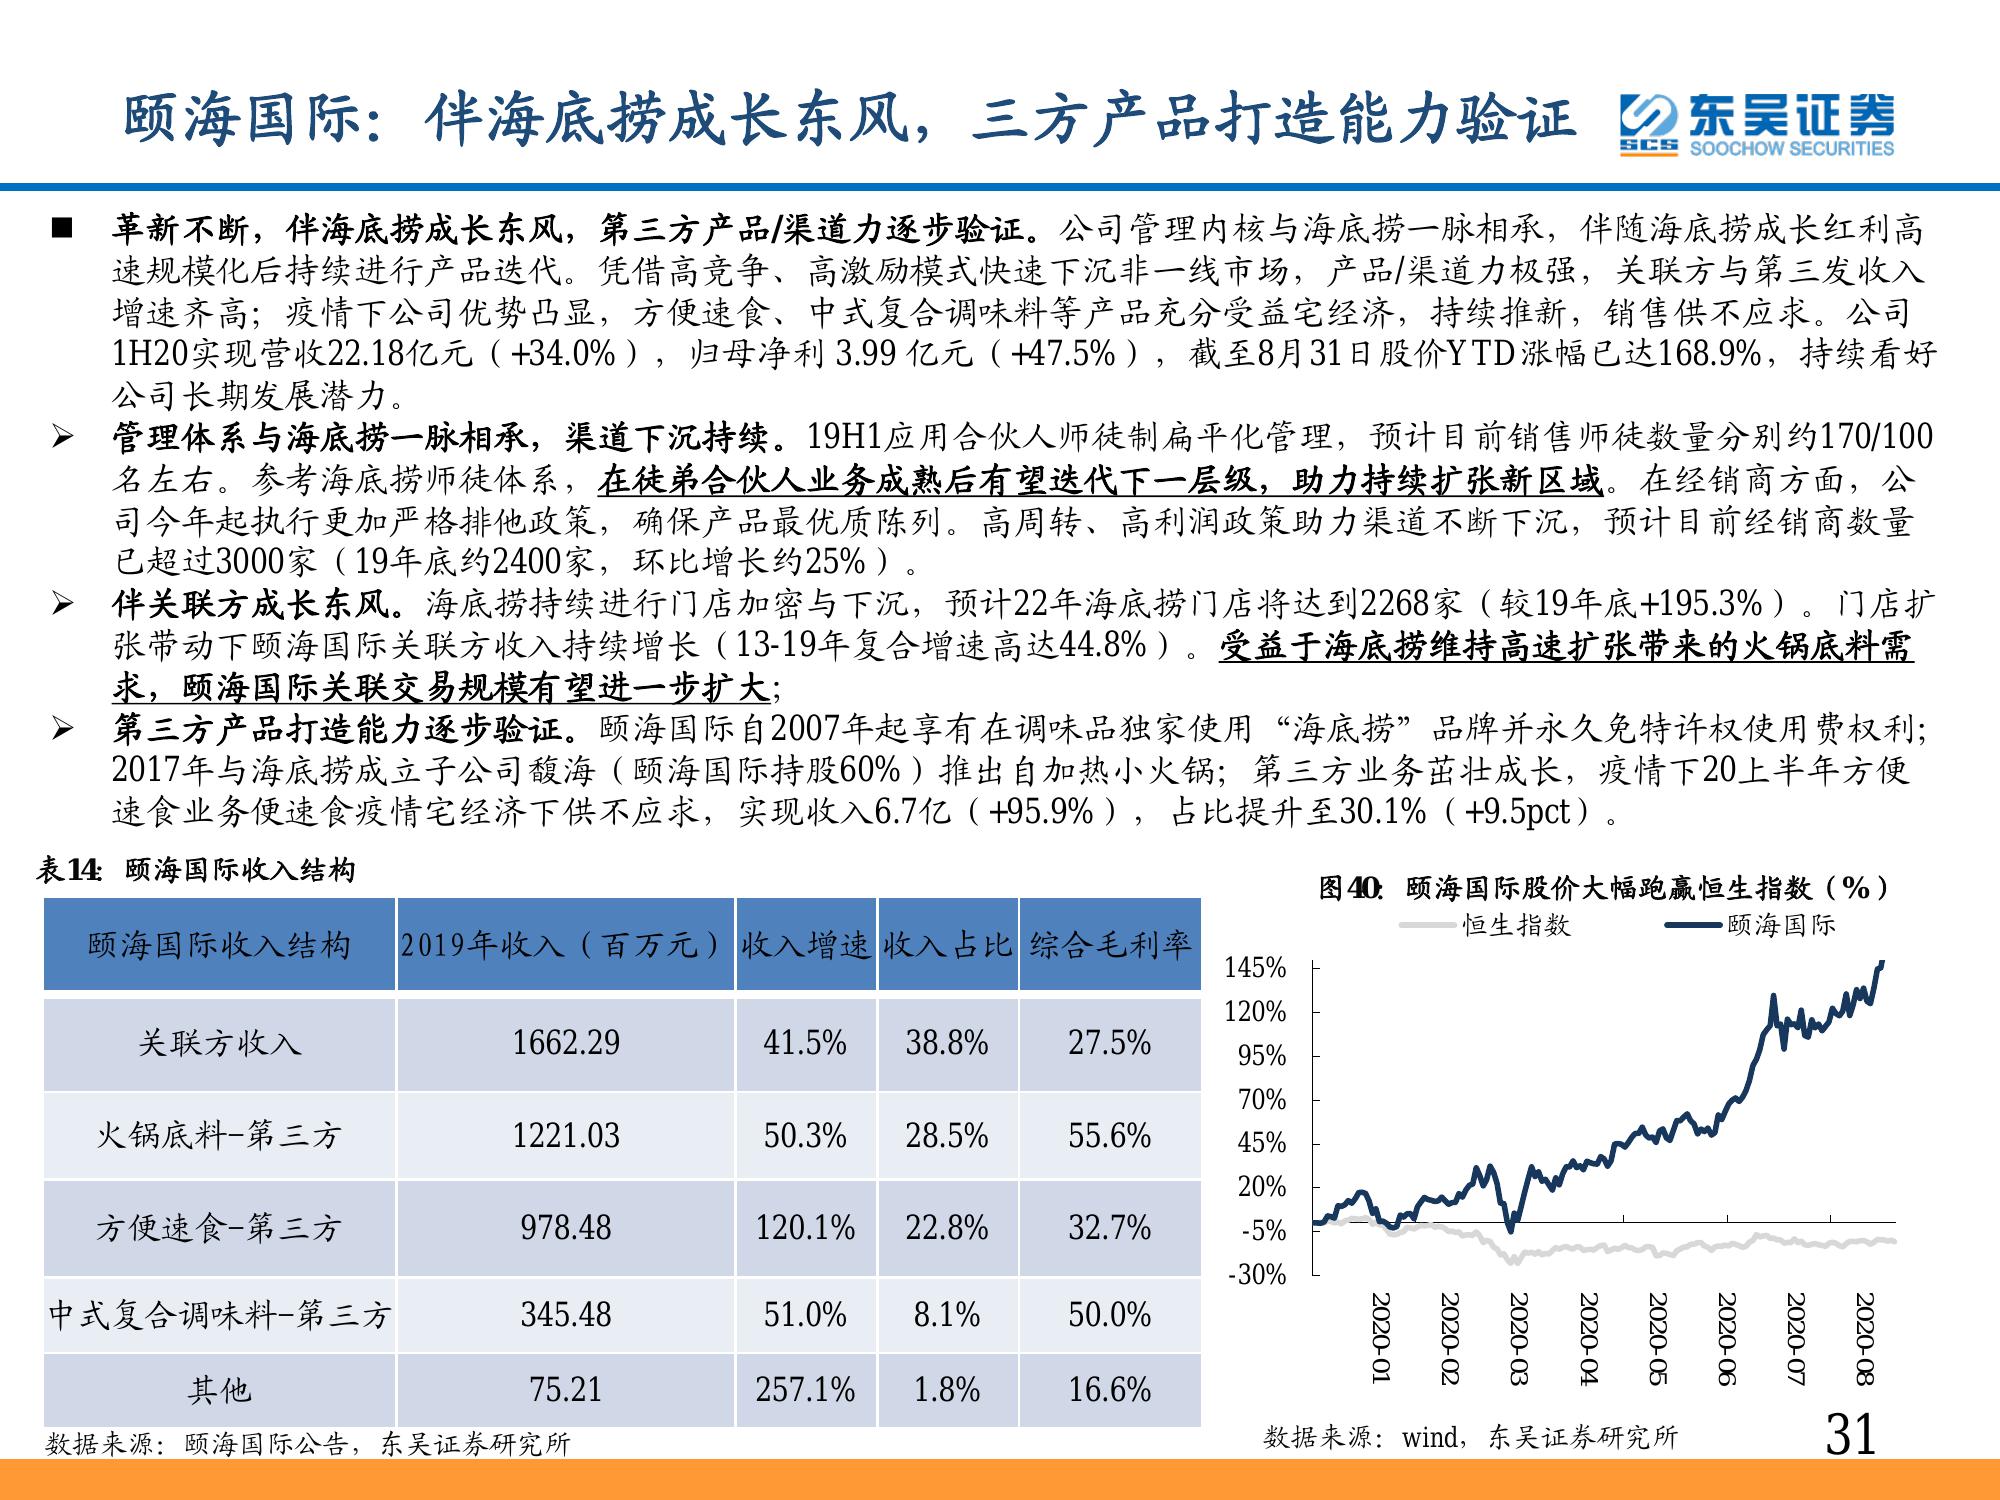 颐海国际：伴海底捞成长东风，三方产品打造能力验证
东吴证券
SCS
SOOCHOW SECURITIES
■ 革新不断，伴海底捞成长东风，第三方产品/渠道力逐步验证。公司管理内核与海底捞一脉相承，伴随海底捞成长红利高
速规模化后持续进行产品迭代。凭借高竞争、高激励模式快速下沉非一线市场，产品/渠道力极强，关联方与第三发收入
增速齐高；疫情下公司优势凸显，方便速食、中式复合调味料等产品充分受益宅经济，持续推新，销售供不应求。公司
1H20实现营收22.18亿元（+34.0%），归母净利 3.99 亿元（+47.5%），截至8月31日股价YTD涨幅已达168.9%，持续看好
公司长期发展潜力。
➢ 管理体系与海底捞一脉相承，渠道下沉持续。19H1应用合伙人师徒制扁平化管理，预计目前销售师徒数量分别约170/100
名左右。参考海底捞师徒体系，在徒弟合伙人业务成熟后有望迭代下一层级，助力持续扩张新区域。在经销商方面，公
司今年起执行更加严格排他政策，确保产品最优质陈列。高周转、高利润政策助力渠道不断下沉，预计目前经销商数量
已超过3000家（19年底约2400家，环比增长约25%）。
➢ 伴关联方成长东风。海底捞持续进行门店加密与下沉，预计22年海底捞门店将达到2268家（较19年底+195.3%）。门店扩
张带动下颐海国际关联方收入持续增长（13-19年复合增速高达44.8%）。受益于海底捞维持高速扩张带来的火锅底料需
求，颐海国际关联交易规模有望进一步扩大；
➢ 第三方产品打造能力逐步验证。颐海国际自2007年起享有在调味品独家使用“海底捞”品牌并永久免特许权使用费权利；
2017年与海底捞成立子公司馥海（颐海国际持股60%）推出自加热小火锅；第三方业务茁壮成长，疫情下20上半年方便
速食业务便速食疫情宅经济下供不应求，实现收入6.7亿（+95.9%），占比提升至30.1%（+9.5pct）。
表14：颐海国际收入结构
颐海国际收入结构 2019年收入（百万元） 收入增速 收入占比 综合毛利率
关联方收入 1662.29 41.5% 38.8% 27.5%
火锅底料-第三方 1221.03 50.3% 28.5% 55.6%
方便速食-第三方 978.48 120.1% 22.8% 32.7%
中式复合调味料-第三方 345.48 51.0% 8.1% 50.0%
其他 75.21 257.1% 1.8% 16.6%
数据来源：颐海国际公告，东吴证券研究所
图40：颐海国际股价大幅跑赢恒生指数（%）
恒生指数 颐海国际
145%
120%
95%
70%
45%
20%
-5%
-30%
2020-01
2020-02
2020-03
2020-04
2020-05
2020-06
2020-07
2020-08
数据来源：wind，东吴证券研究所
31